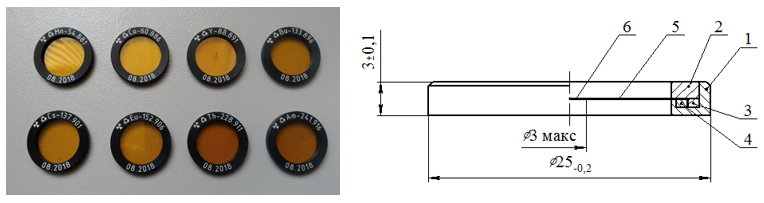 Mn-54.881
08.2018
Co-60.886
08.2018
Y-88.891
08.2018
Ba-133.896
08.2018
Cs-137.901
08.2018
Eu-152.906
08.2018
Th-228.911
08.2018
Am-241.916
08.2018
3±0,1
6
5
2
1
3
4
⌀3 макс
⌀25-0,2